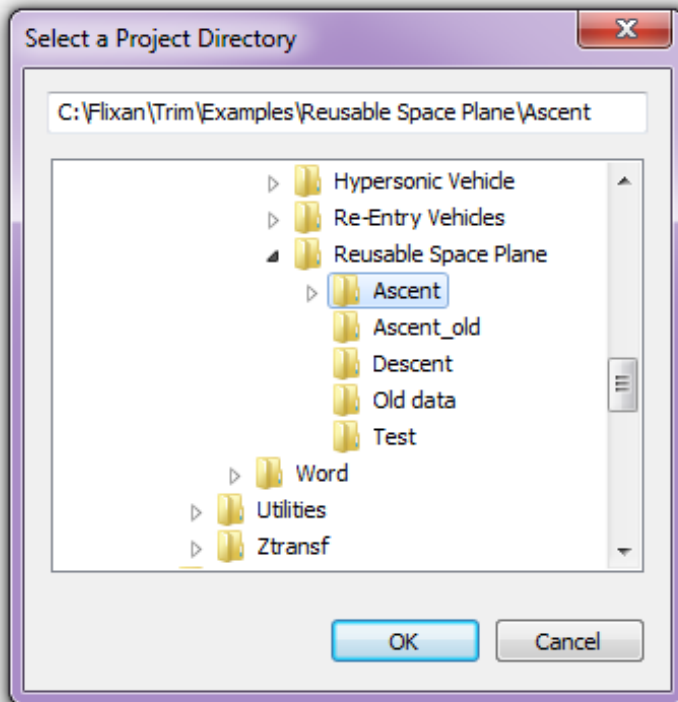 Select a Project Directory
C:\Flixan\Trim\Examples\Reusable Space Plane\Ascent
Hypersonic Vehicle
Re-Entry Vehicles
Reusable Space Plane
Ascent
Ascent_old
Descent
Old data
Test
Word
Utilities
Ztransf
OK Cancel